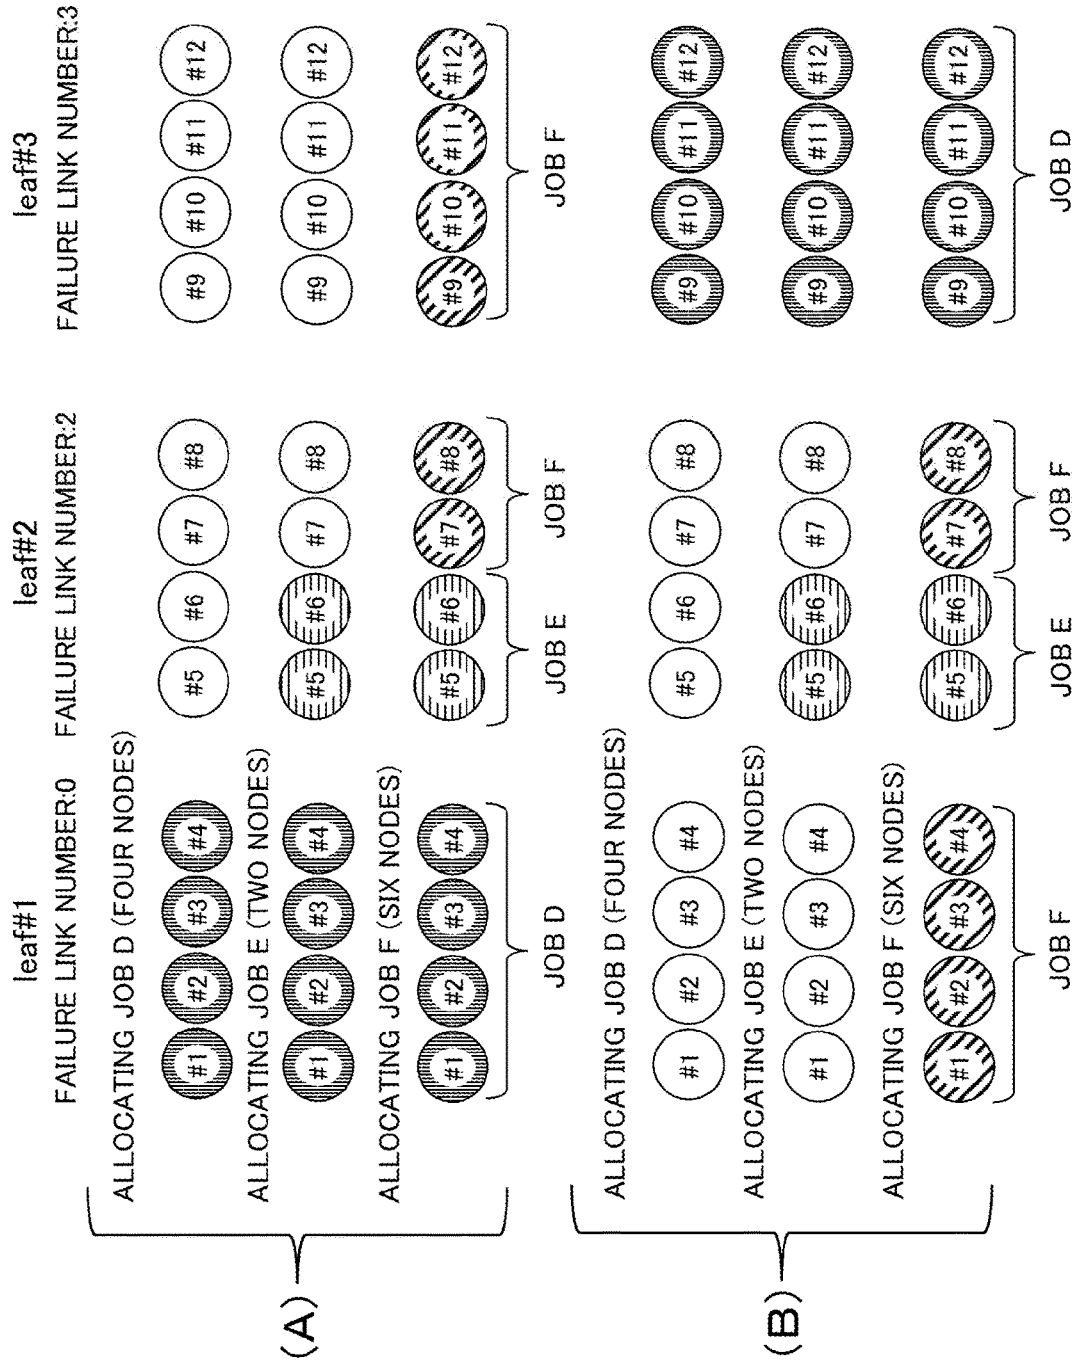 leaf#1 leaf#2 leaf#3
FAILURE LINK NUMBER:0 FAILURE LINK NUMBER:2 FAILURE LINK NUMBER:3
(A)
ALLOCATING JOB D (FOUR NODES)
#1 #2 #3 #4 #5 #6 #7 #8 #9 #10 #11 #12
ALLOCATING JOB E (TWO NODES)
#1 #2 #3 #4 #5 #6 #7 #8 #9 #10 #11 #12
ALLOCATING JOB F (SIX NODES)
#1 #2 #3 #4 #5 #6 #7 #8 #9 #10 #11 #12
JOB D JOB E JOB F JOB F
(B)
ALLOCATING JOB D (FOUR NODES)
#1 #2 #3 #4 #5 #6 #7 #8 #9 #10 #11 #12
ALLOCATING JOB E (TWO NODES)
#1 #2 #3 #4 #5 #6 #7 #8 #9 #10 #11 #12
ALLOCATING JOB F (SIX NODES)
#1 #2 #3 #4 #5 #6 #7 #8 #9 #10 #11 #12
JOB F JOB E JOB F JOB D